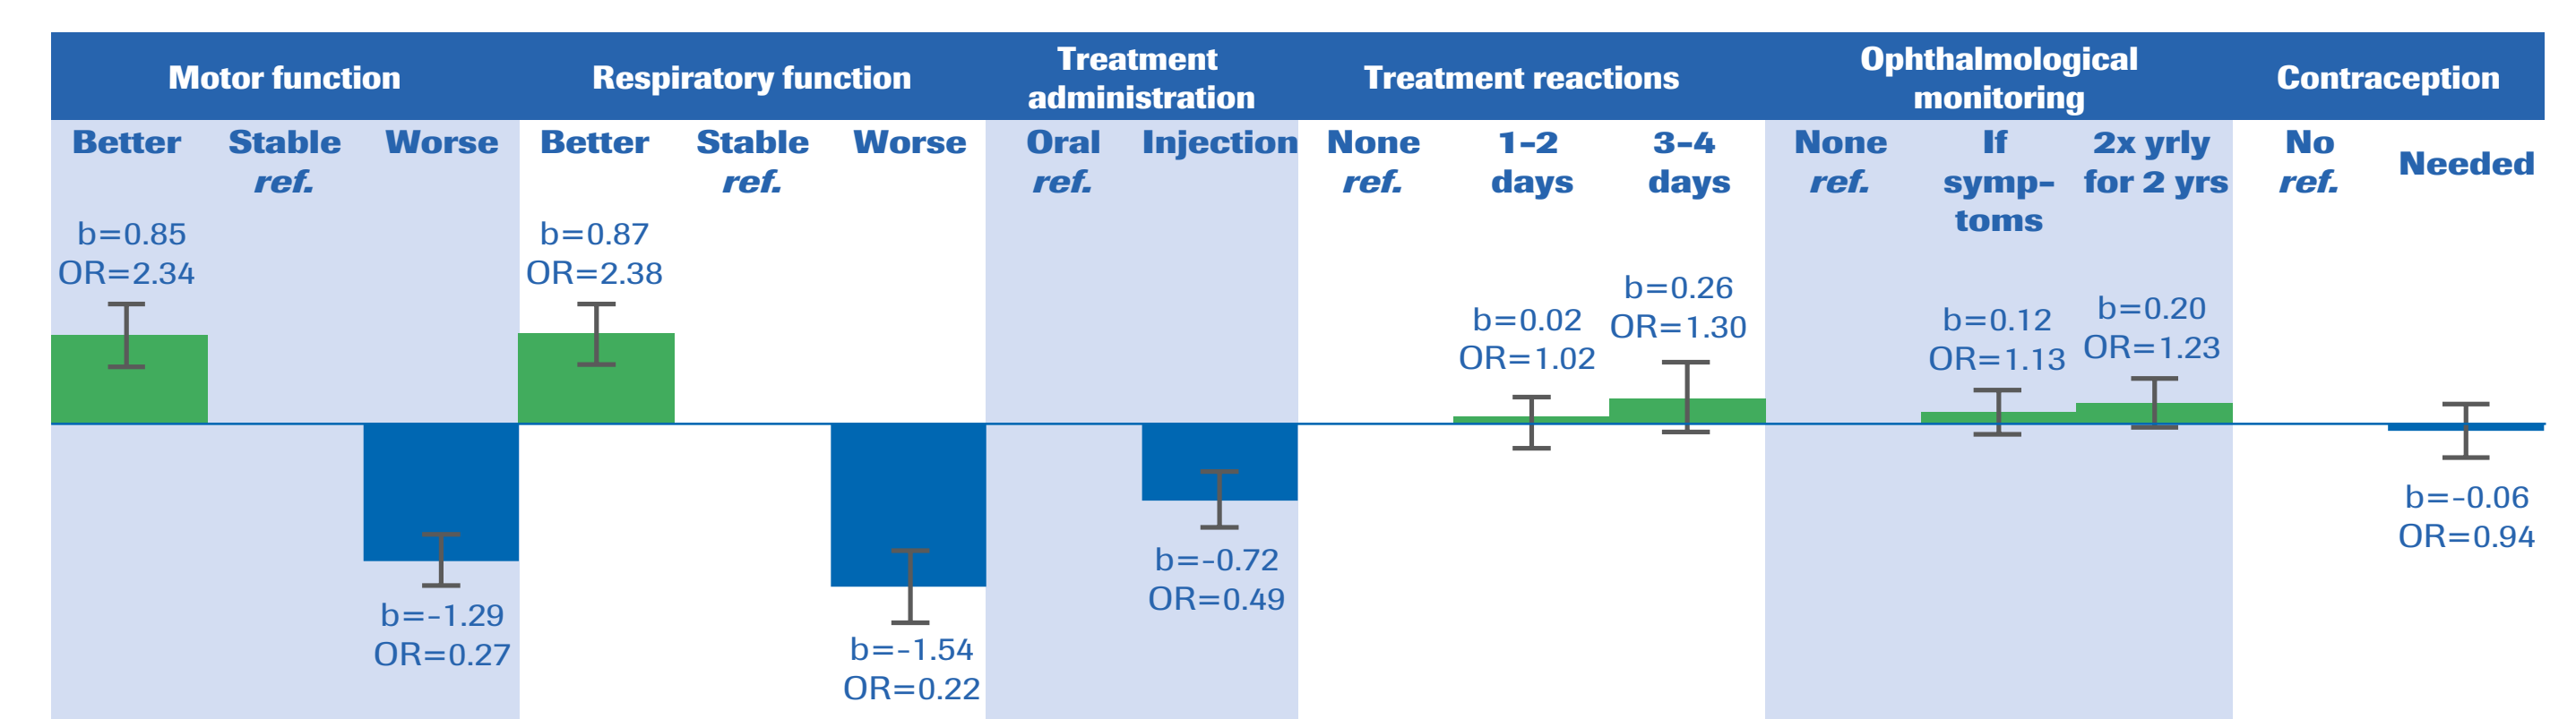 Motor function
Respiratory function
Treatment
administration
Treatment reactions
Ophthalmological
monitoring
Contraception
Better
Stable
ref.
Worse
Better
Stable
ref.
Worse
Oral
ref.
Injection
None
ref.
1–2
days
3–4
days
None
ref.
If
symp-
toms
2x yrly
for 2 yrs
No
ref.
Needed
b=0.85
OR=2.34
b=-1.29
OR=0.27
b=0.87
OR=2.38
b=-1.54
OR=0.22
b=-0.72
OR=0.49
b=0.02
OR=1.02
b=0.26
OR=1.30
b=0.12
OR=1.13
b=0.20
OR=1.23
b=-0.06
OR=0.94